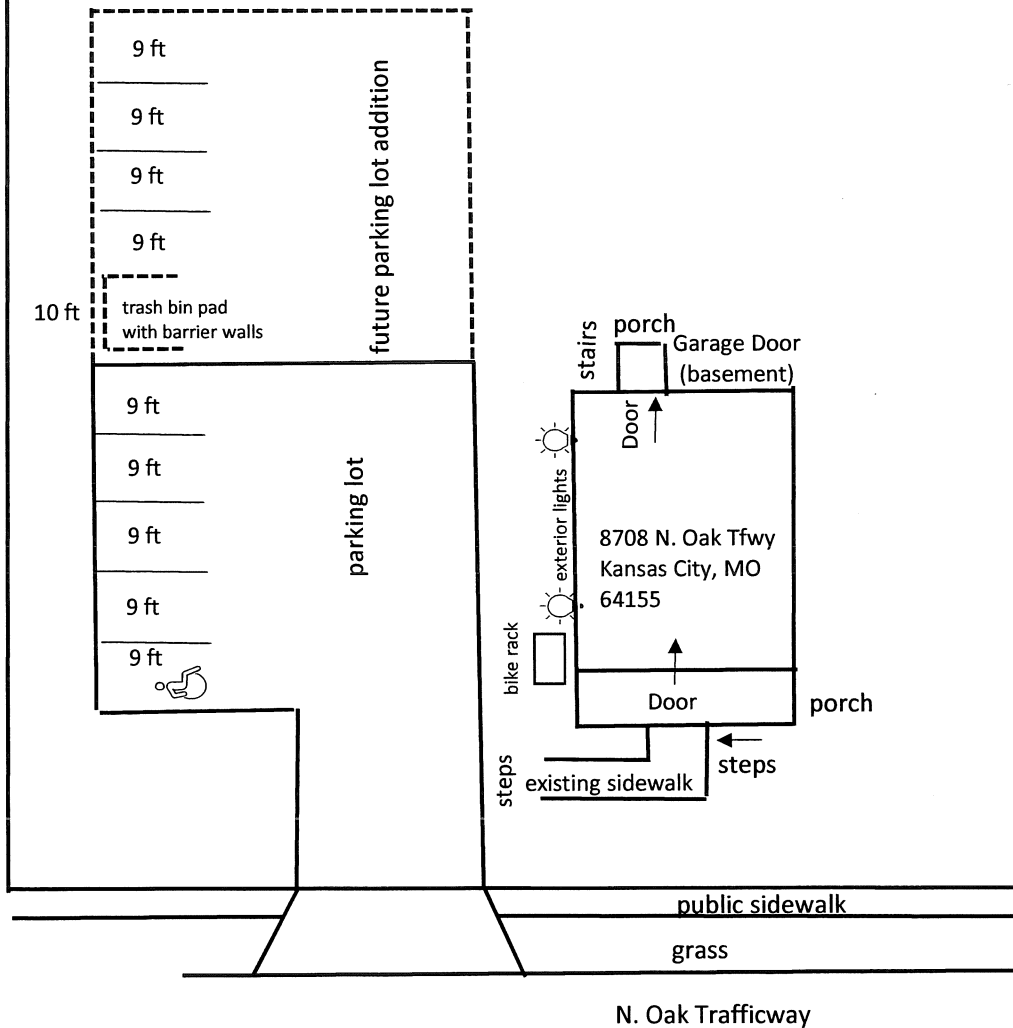 9 ft
9 ft
9 ft
9 ft
future parking lot addition
10 ft
trash bin pad
with barrier walls
stairs
porch
Garage Door
(basement)
Door
9 ft
9 ft
9 ft
9 ft
9 ft
parking lot
exterior lights
8708 N. Oak Tfwy
Kansas City, MO
64155
bike rack
Door
porch
steps
steps
existing sidewalk
public sidewalk
grass
N. Oak Trafficway